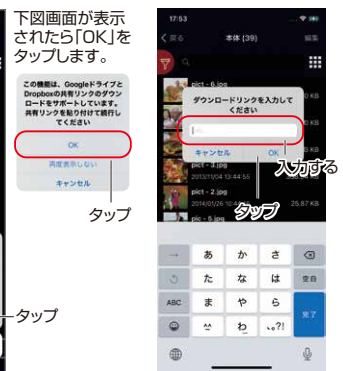 下図画面が表示
されたら「OK」を
タップします。
この機能は、Googleドライブと
Dropboxの共有リンクのダウン
ロードをサポートしています。
共有リンクを貼り付けて続行し
てください
OK
再度表示しない
キャンセル
タップ
タップ
17:53
戻る
本体 (39)
編集
pict - 6.jpg
ダウンロードリンクを入力して
ください
キャンセル
OK
入力する
pict - 3.jpg
2013/11/04 13:44:55
pict - 2.jpg
25.87 KB
タップ
pic - 5.jpg
→
あ
か
さ
た
な
は
空白
ABC
ま
や
ら
完了
^^
わ
、。?!